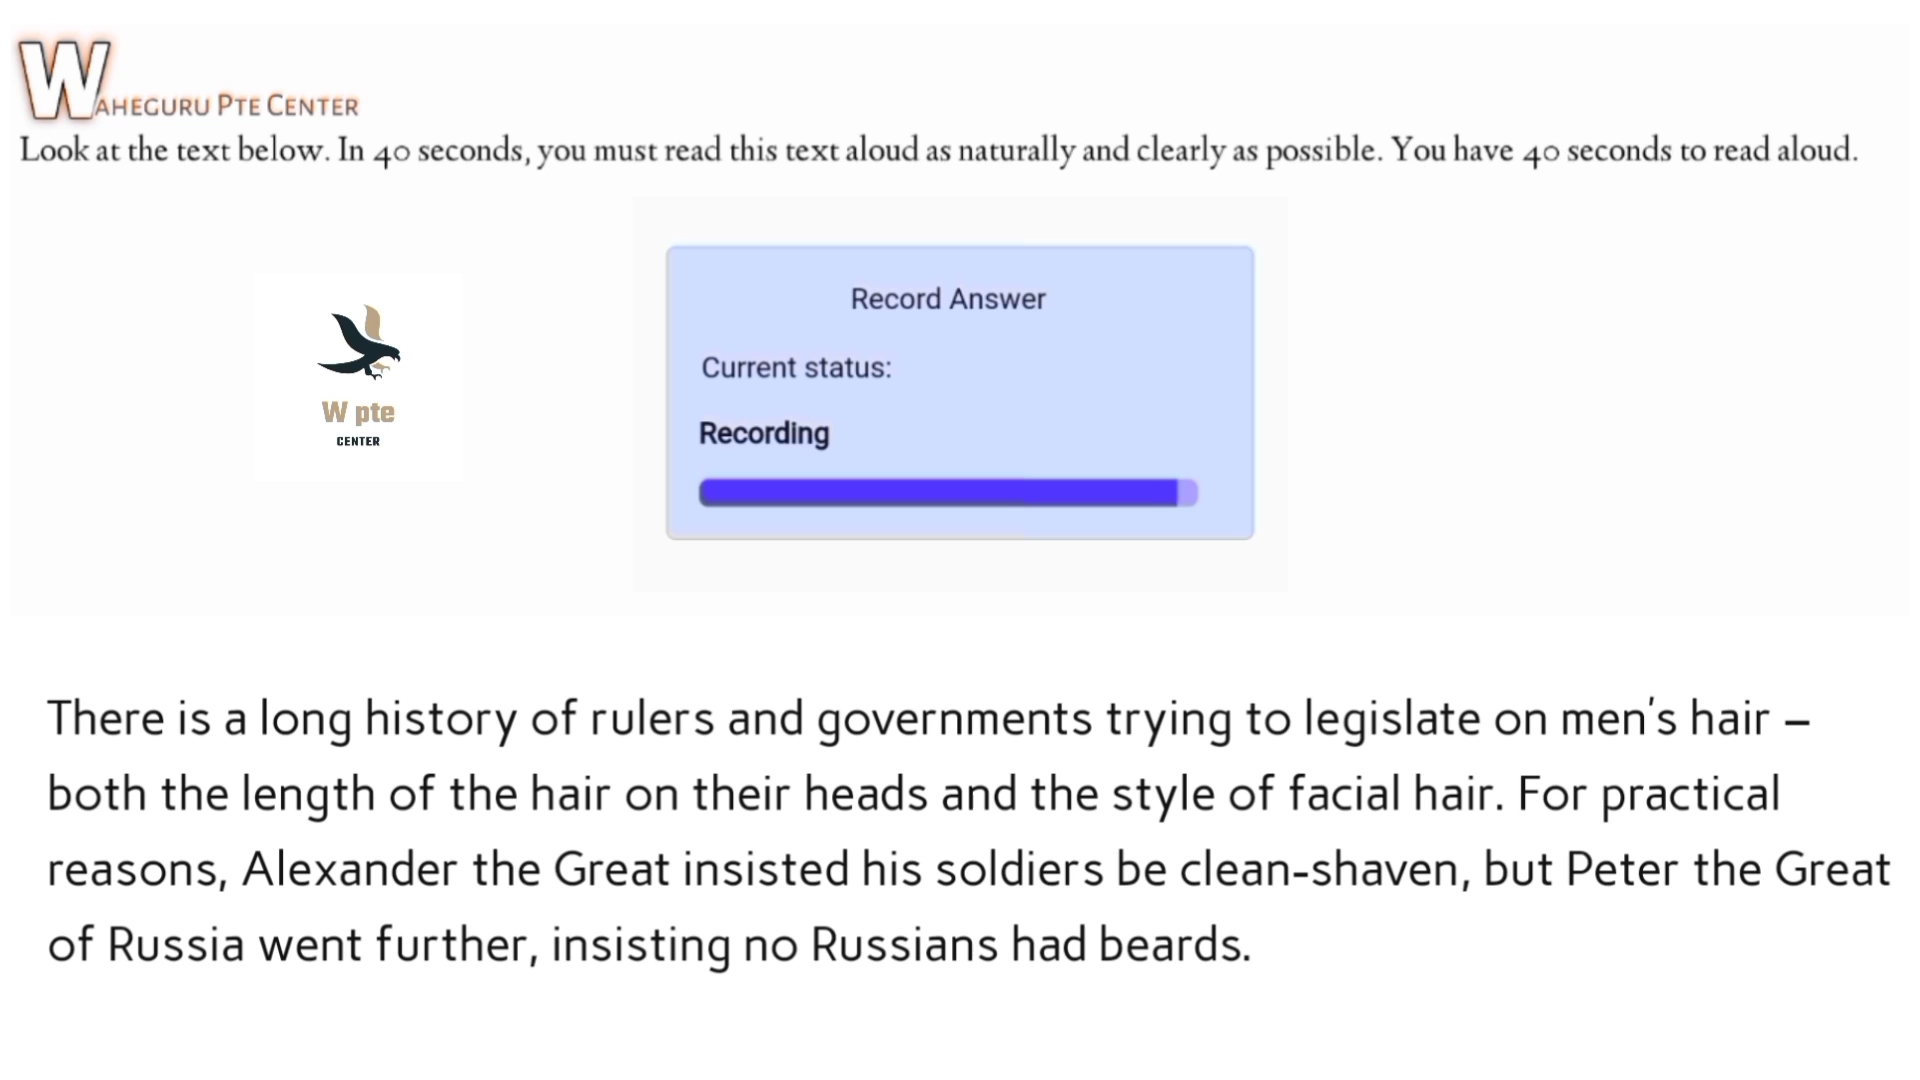 WAHEGURU PTE CENTER
Look at the text below. In 40 seconds, you must read this text aloud as naturally and clearly as possible. You have 40 seconds to read aloud.
Record Answer
Current status:
Recording
W pte
CENTER
There is a long history of rulers and governments trying to legislate on men's hair –
both the length of the hair on their heads and the style of facial hair. For practical
reasons, Alexander the Great insisted his soldiers be clean-shaven, but Peter the Great
of Russia went further, insisting no Russians had beards.